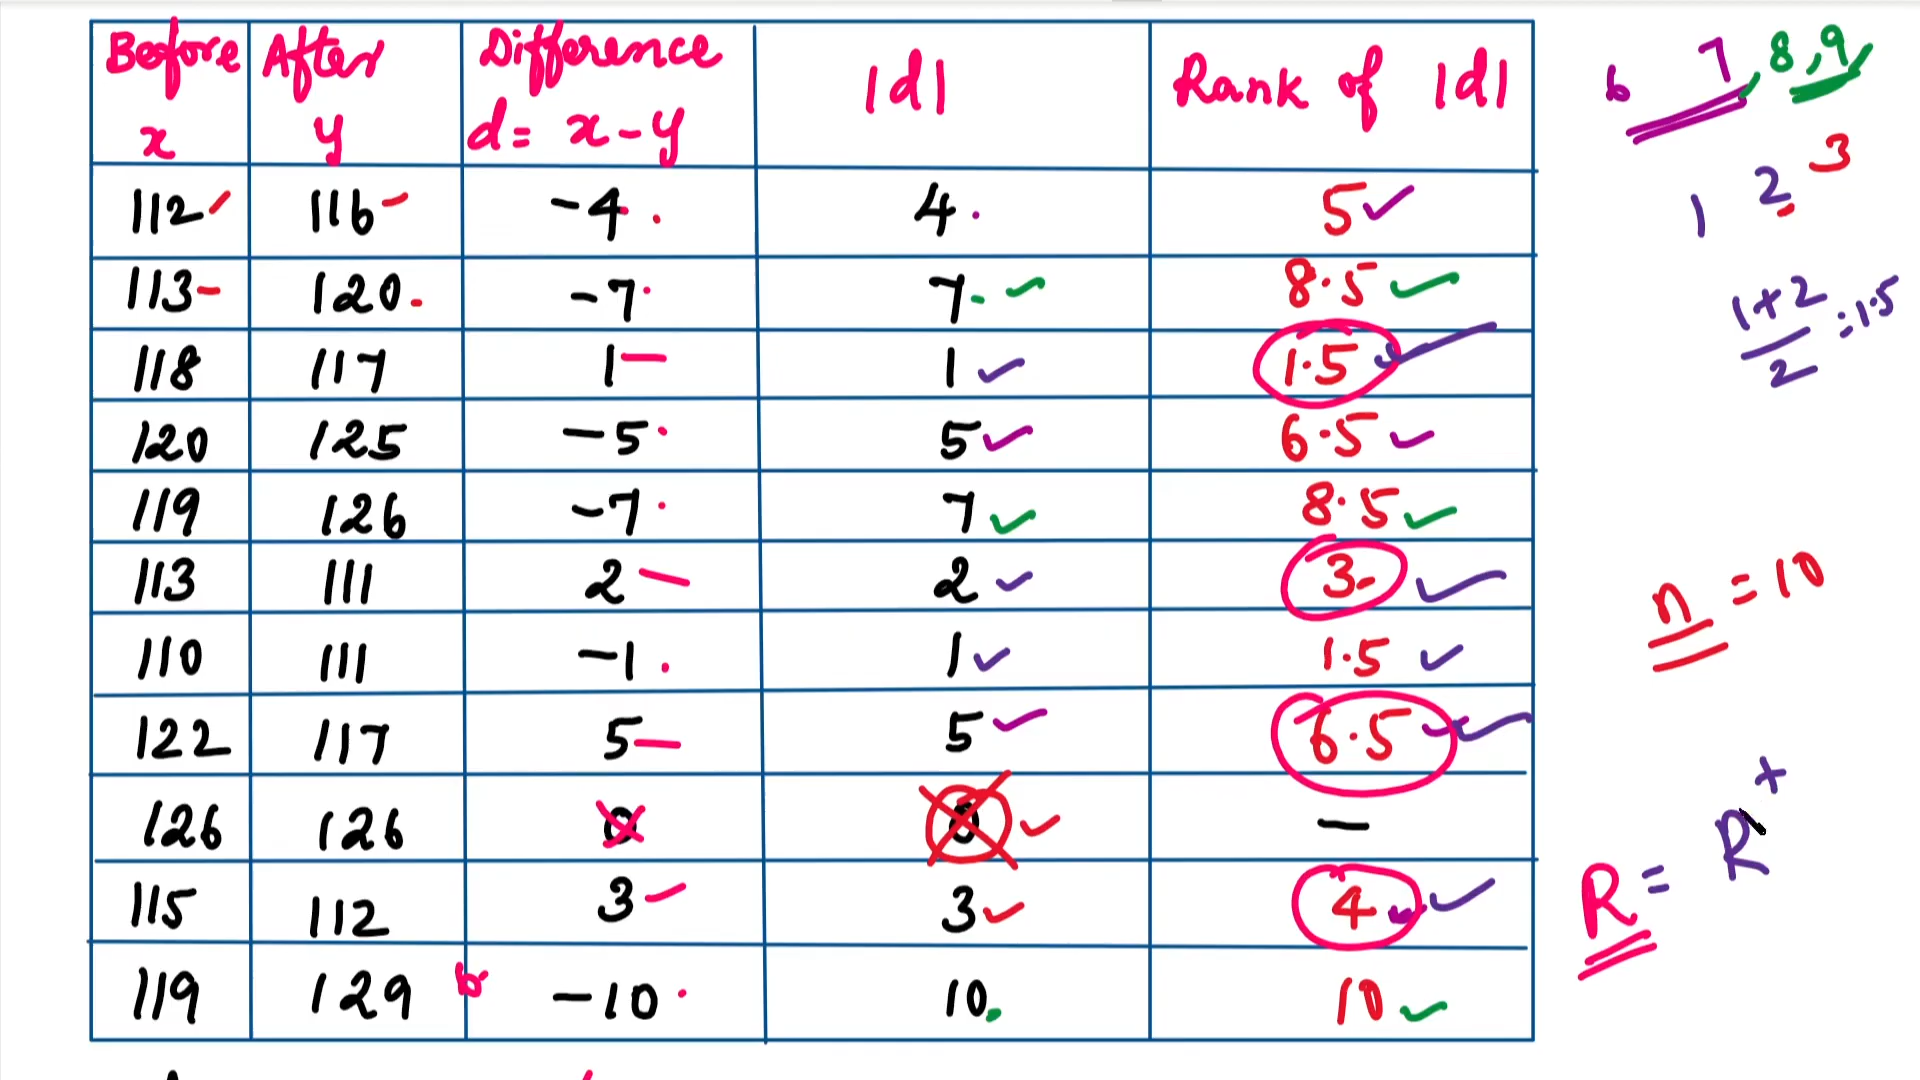 Before x After y Difference d = x - y |d| Rank of |d|
112 116 -4 4 5
113 120 -7 7 8.5
118 117 1 1 1.5
120 125 -5 5 6.5
119 126 -7 7 8.5
113 111 2 2 3
110 111 -1 1 1.5
122 117 5 5 6.5
126 126 0 0 —
115 112 3 3 4
119 129 -10 10 10
6 7, 8, 9
1 2 3
1+2/2 = 1.5
n = 10
R = R+